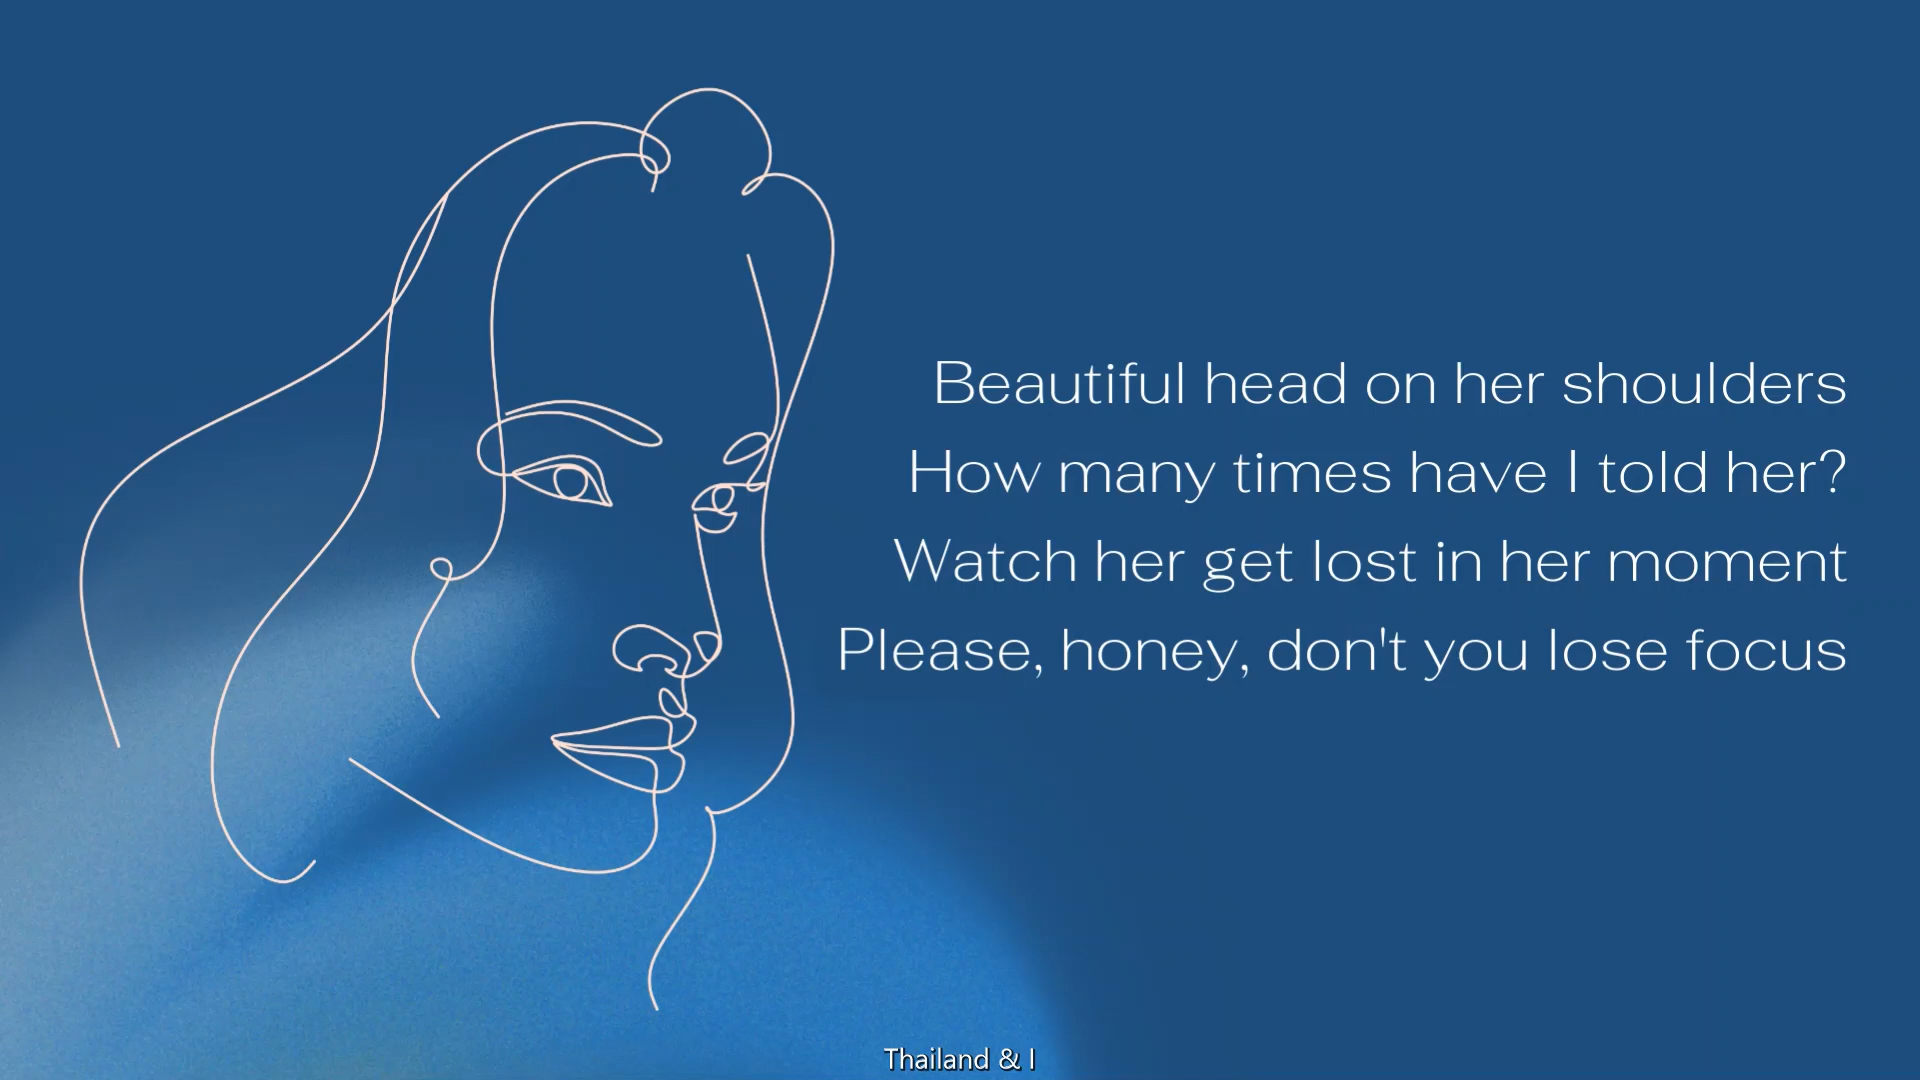 Beautiful head on her shoulders
How many times have I told her?
Watch her get lost in her moment
Please, honey, don't you lose focus
Thailand & I